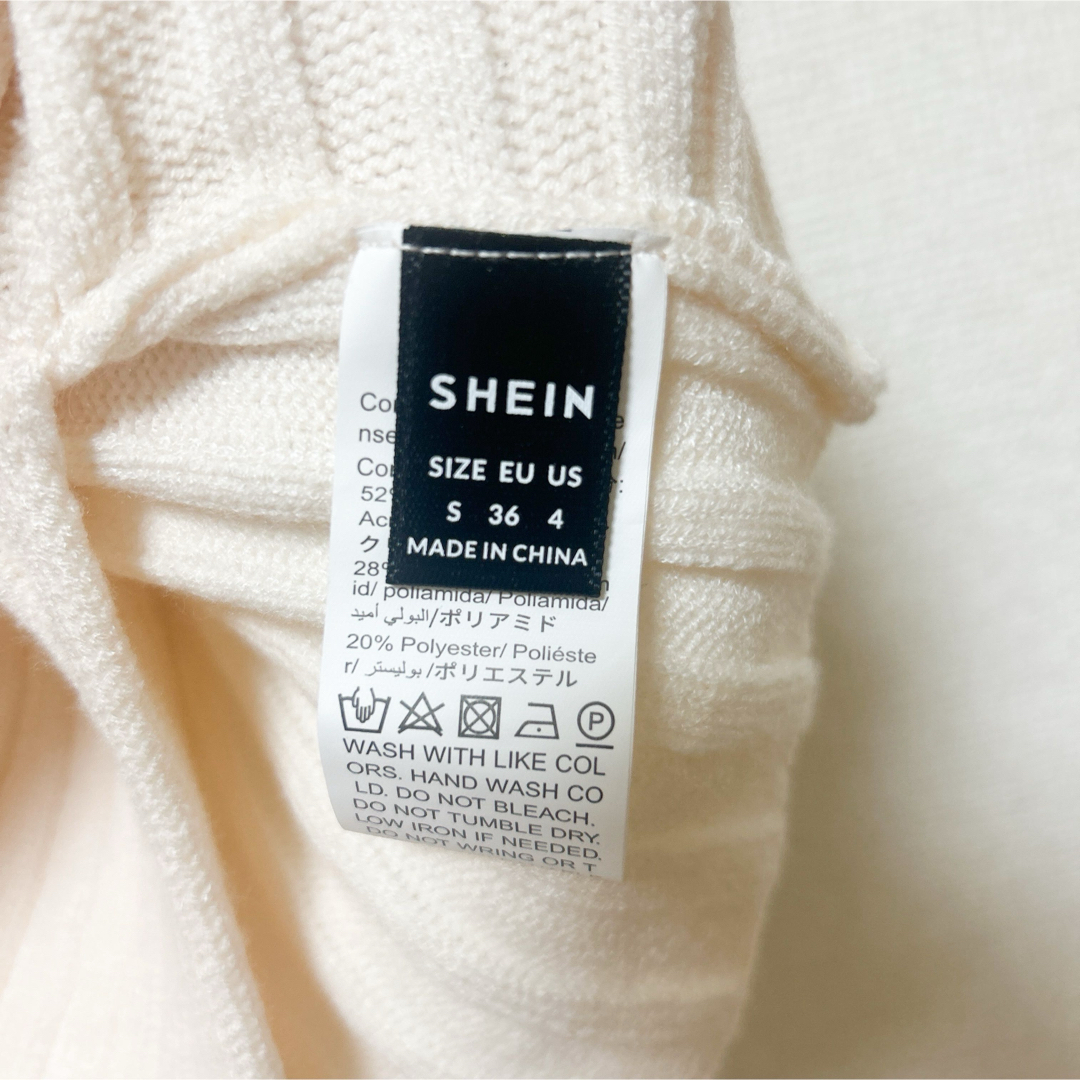 SHEIN
SIZE EU US
S 36 4
MADE IN CHINA
52%
28%
id/ poliamida/ Poliamida/
البولي أميد/ポリアミド
20% Polyester/ Poliéste
r/ بوليستر/ポリエステル
P
WASH WITH LIKE COL
ORS. HAND WASH CO
LD. DO NOT BLEACH.
DO NOT TUMBLE DRY.
LOW IRON IF NEEDED.
DO NOT WRING OR T